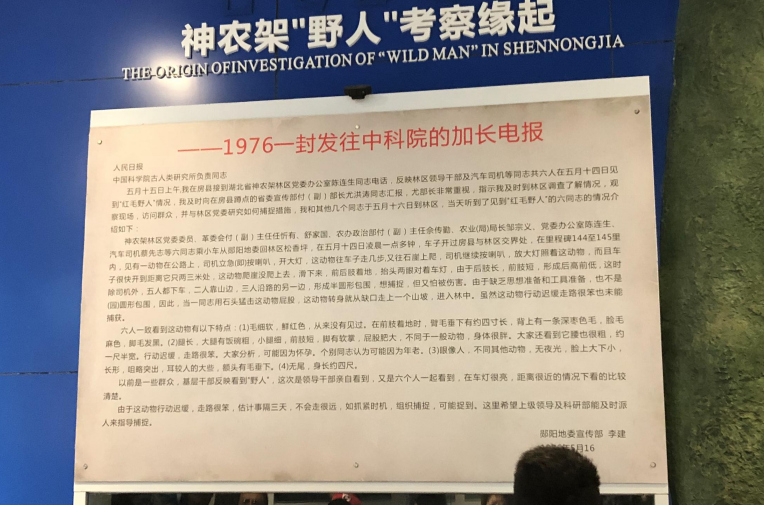 神农架"野人"考察缘起
THE ORIGIN OFINVESTIGATION OF “WILD MAN” IN SHENNONGJIA
——1976一封发往中科院的加长电报
人民日报
中国科学院古人类研究所负责同志
五月十五日上午,我在房县接到湖北省神农架林区党委办公室陈连生同志电话，反映林区领导干部及汽车司机等同志共六人在五月十四日见
到"红毛野人"情况，我及时向在房县蹲点的省委宣传部付（副）部长尤洪涛同志汇报，尤部长非常重视，指示我及时到林区调查了解情况，观
察现场，访问群众，并与林区党委研究如何捕捉措施，我和其他几个同志于五月十六日到林区，当天听到了见到"红毛野人"的六同志的情况介
绍如下：
神农架林区党委委员、革委会付（副）主任任忻有、舒家国、农办政治部付（副）主任佘传勤、农业(局)局长邹宗义、党委办公室陈连生、
汽车司机蔡先志等六同志乘小车从郧阳地委回林区松香坪，在五月十四日凌晨一点多钟，车子开过房县与林区交界处，在里程碑144至145里
内，见有一动物在公路上，司机立急(即)按喇叭，开大灯，这动物往车子走几步,又往右崖上爬，司机继续按喇叭，放大灯照着这动物，而且车
子很快开到距离它只两三米处，这动物爬崖没爬上去，滑下来，前后肢着地，抬头两眼对着车灯，由于后肢长，前肢短，形成后高前低，这时
除司机外，五人都下车，二人靠山边，三人沿路的另一边，形成半圆形包围，想捕捉，但又怕被伤害。由于缺乏思想准备和工具准备，也不是
(园)圆形包围，因此，当一同志用石头猛击这动物屁股，这动物转身就从缺口走上一个山坡，进入林中。虽然这动物行动迟缓走路很笨也未能
捕获。
六人一致看到这动物有以下特点：(1)毛细软，鲜红色，从来没有见过。在前肢着地时，臂毛垂下有约四寸长，背上有一条深枣色毛，脸毛
麻色，脚毛发黑。(2)腿长，大腿有饭碗粗，小腿细，前肢短，脚有软掌，屁股肥大，不同于一般动物，身体很胖。大家还看到它腰也很粗，约
一尺半宽。行动迟缓，走路很笨。大家分析，可能因为怀孕。个别同志认为可能因为年老。(3)眼像人，不同其他动物，无夜光，脸上大下小，
长形，咀略突出，耳较人的大些，额头有毛垂下。(4)无尾，身长约四尺。
以前是一些群众，基层干部反映看到"野人"，这次是领导干部亲自看到，又是六个人一起看到，在车灯很亮，距离很近的情况下看的比较
清楚。
由于这动物行动迟缓，走路很笨，估计事隔三天，不会走很远，如抓紧时机，组织捕捉，可能捉到。这里希望上级领导及科研部能及时派
人来指导捕捉。
郧阳地委宣传部 李建
5月16